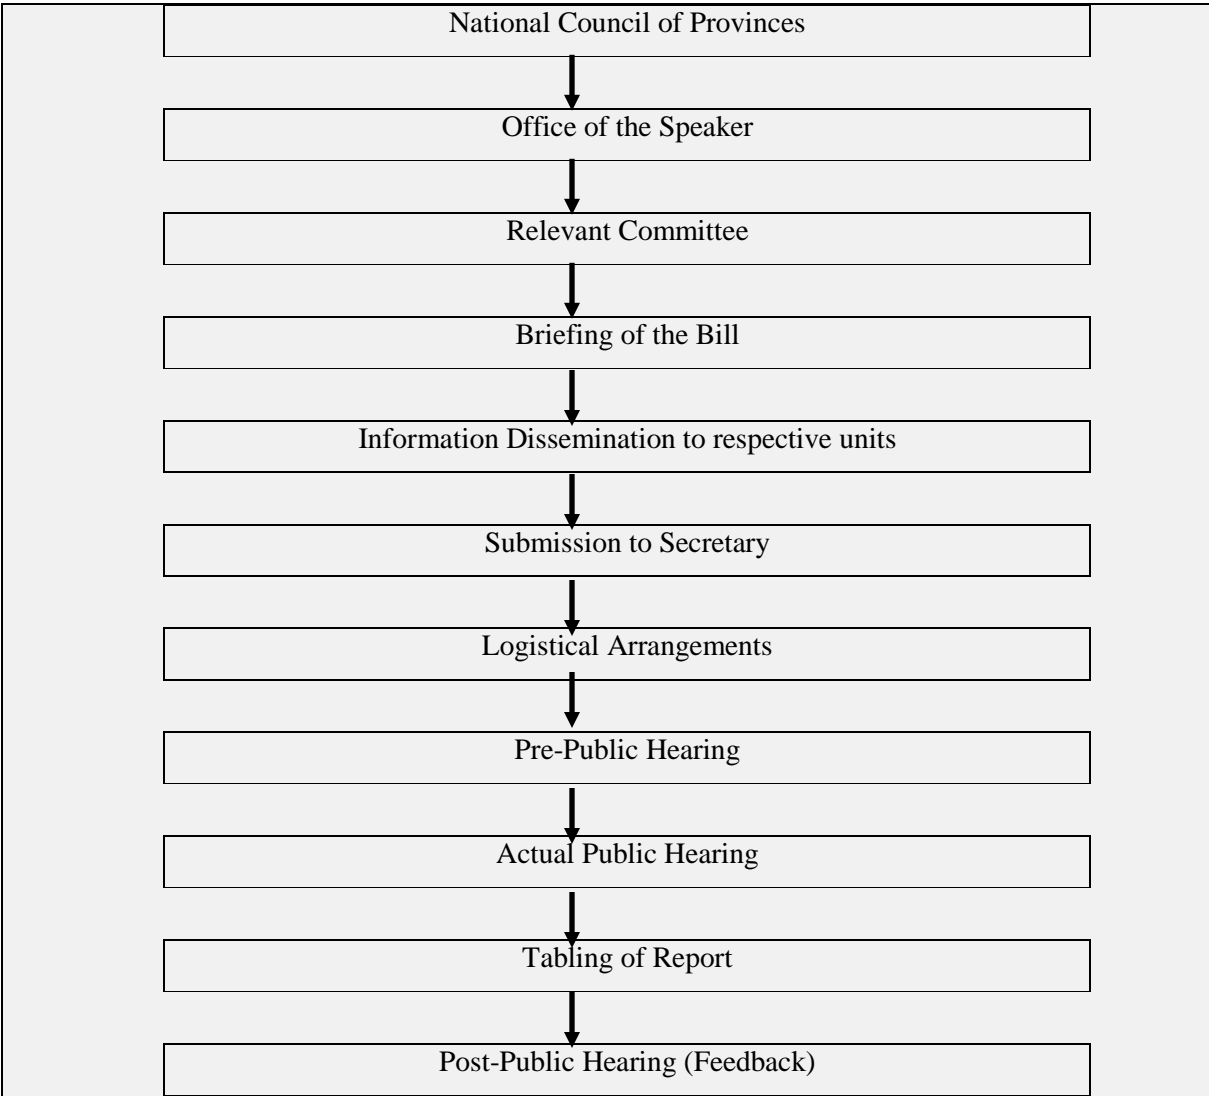 National Council of Provinces
Office of the Speaker
Relevant Committee
Briefing of the Bill
Information Dissemination to respective units
Submission to Secretary
Logistical Arrangements
Pre-Public Hearing
Actual Public Hearing
Tabling of Report
Post-Public Hearing (Feedback)